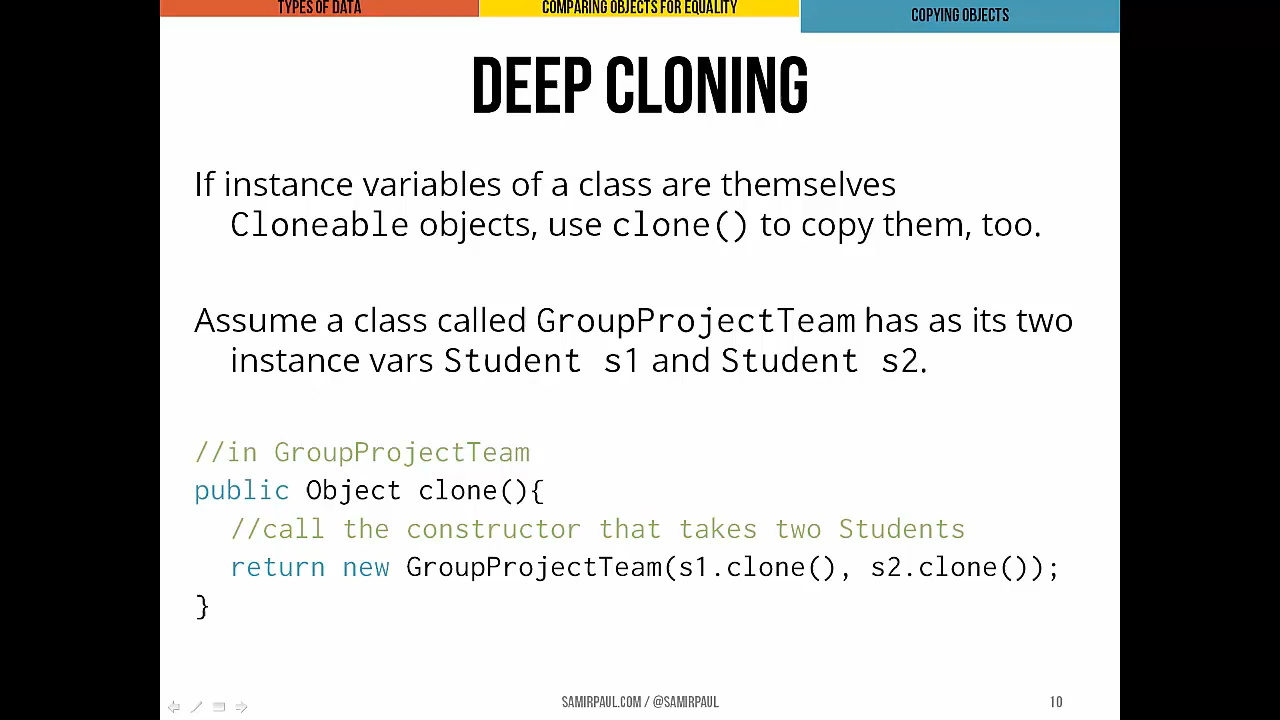 TYPES OF DATA
COMPARING OBJECTS FOR EQUALITY
COPYING OBJECTS
DEEP CLONING
If instance variables of a class are themselves
Cloneable objects, use clone() to copy them, too.
Assume a class called GroupProjectTeam has as its two
instance vars Student s1 and Student s2.
//in GroupProjectTeam
public Object clone(){
//call the constructor that takes two Students
return new GroupProjectTeam(s1.clone(), s2.clone());
}
SAMIRPAUL.COM / @SAMIRPAUL
10